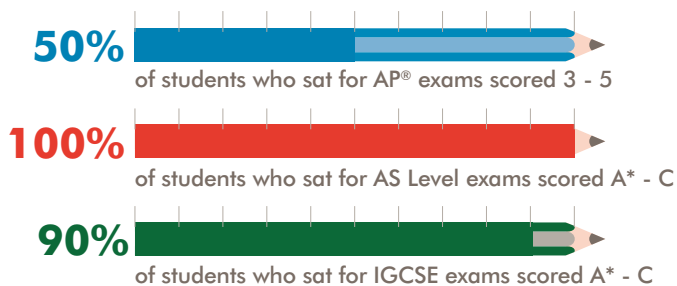 50%
of students who sat for AP® exams scored 3 - 5
100%
of students who sat for AS Level exams scored A* - C
90%
of students who sat for IGCSE exams scored A* - C